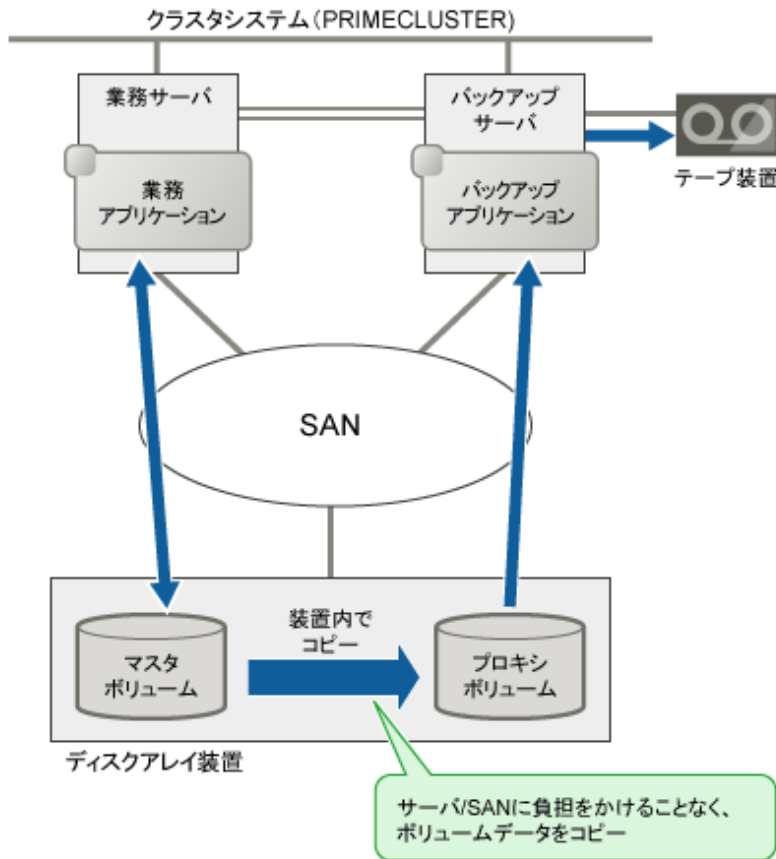 クラスタシステム(PRIMECLUSTER)
業務サーバ
バックアップ
サーバ
業務
アプリケーション
バックアップ
アプリケーション
テープ装置
SAN
装置内で
コピー
マスタ
ボリューム
プロキシ
ボリューム
ディスクアレイ装置
サーバ/SANに負担をかけることなく、
ボリュームデータをコピー